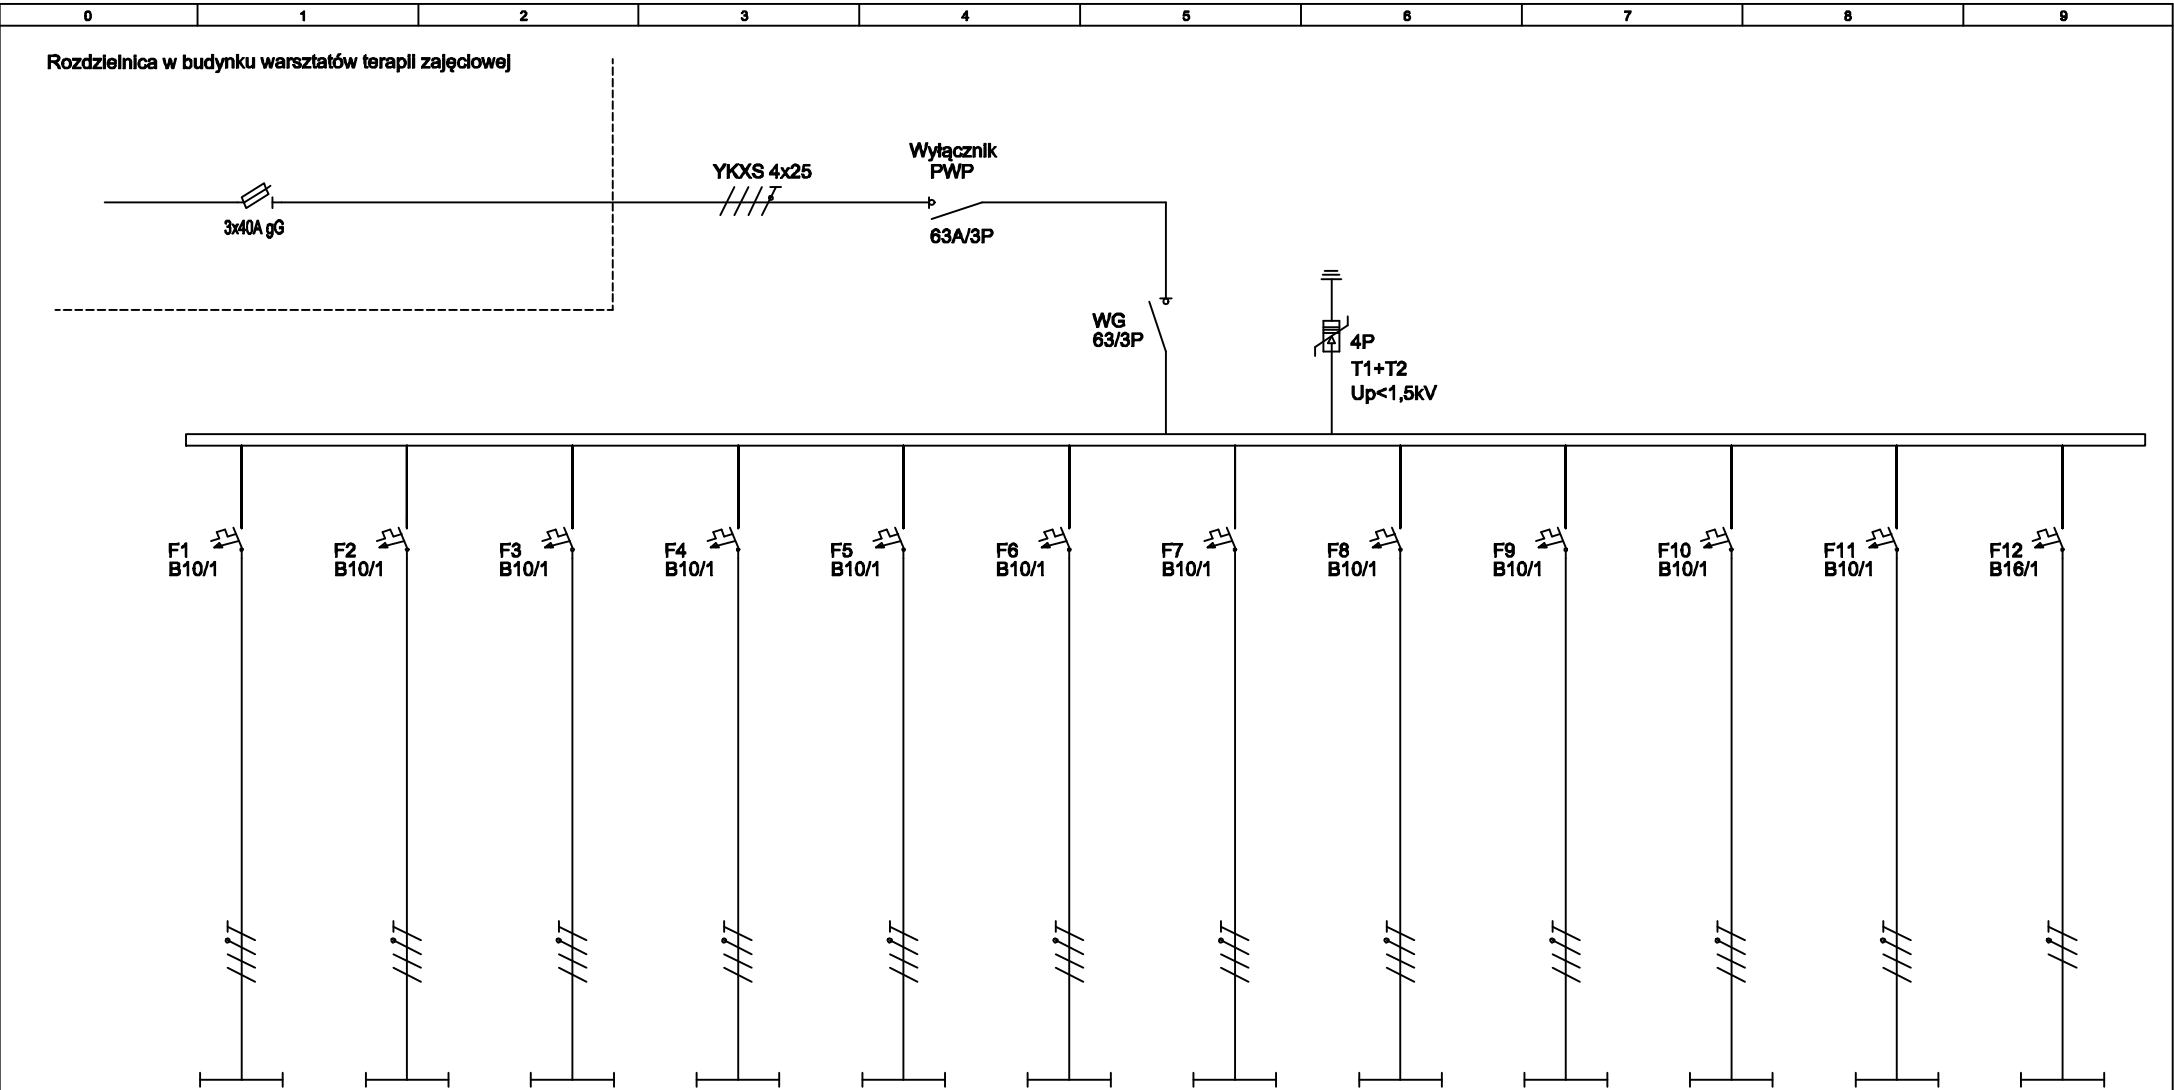 0 1 2 3 4 5 6 7 8 9
Rozdzielnica w budynku warsztatów terapii zajęciowej
3x40A gG
YKXS 4x25
Wyłącznik
PWP
63A/3P
WG
63/3P
4P
T1+T2
Up<1,5kV
F1
B10/1
F2
B10/1
F3
B10/1
F4
B10/1
F5
B10/1
F6
B10/1
F7
B10/1
F8
B10/1
F9
B10/1
F10
B10/1
F11
B10/1
F12
B16/1